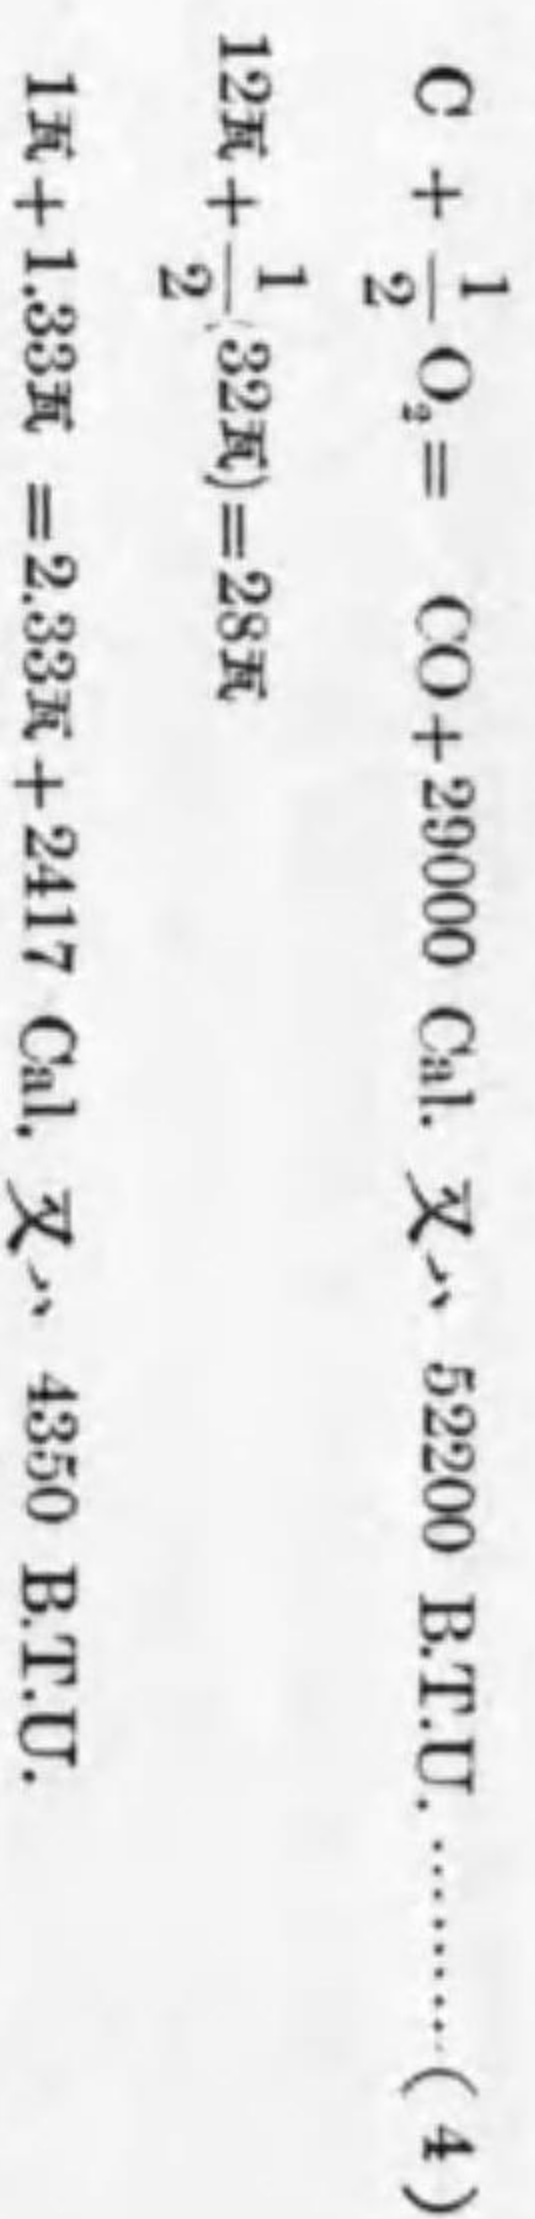 C + 1/2 O₂ = CO + 29000 Cal. 又ハ 52200 B.T.U. ………(4)
12瓦 + 1/2 (32瓦) = 28瓦
1瓦 + 1.33瓦 = 2.33瓦 + 2417 Cal. 又ハ 4350 B.T.U.